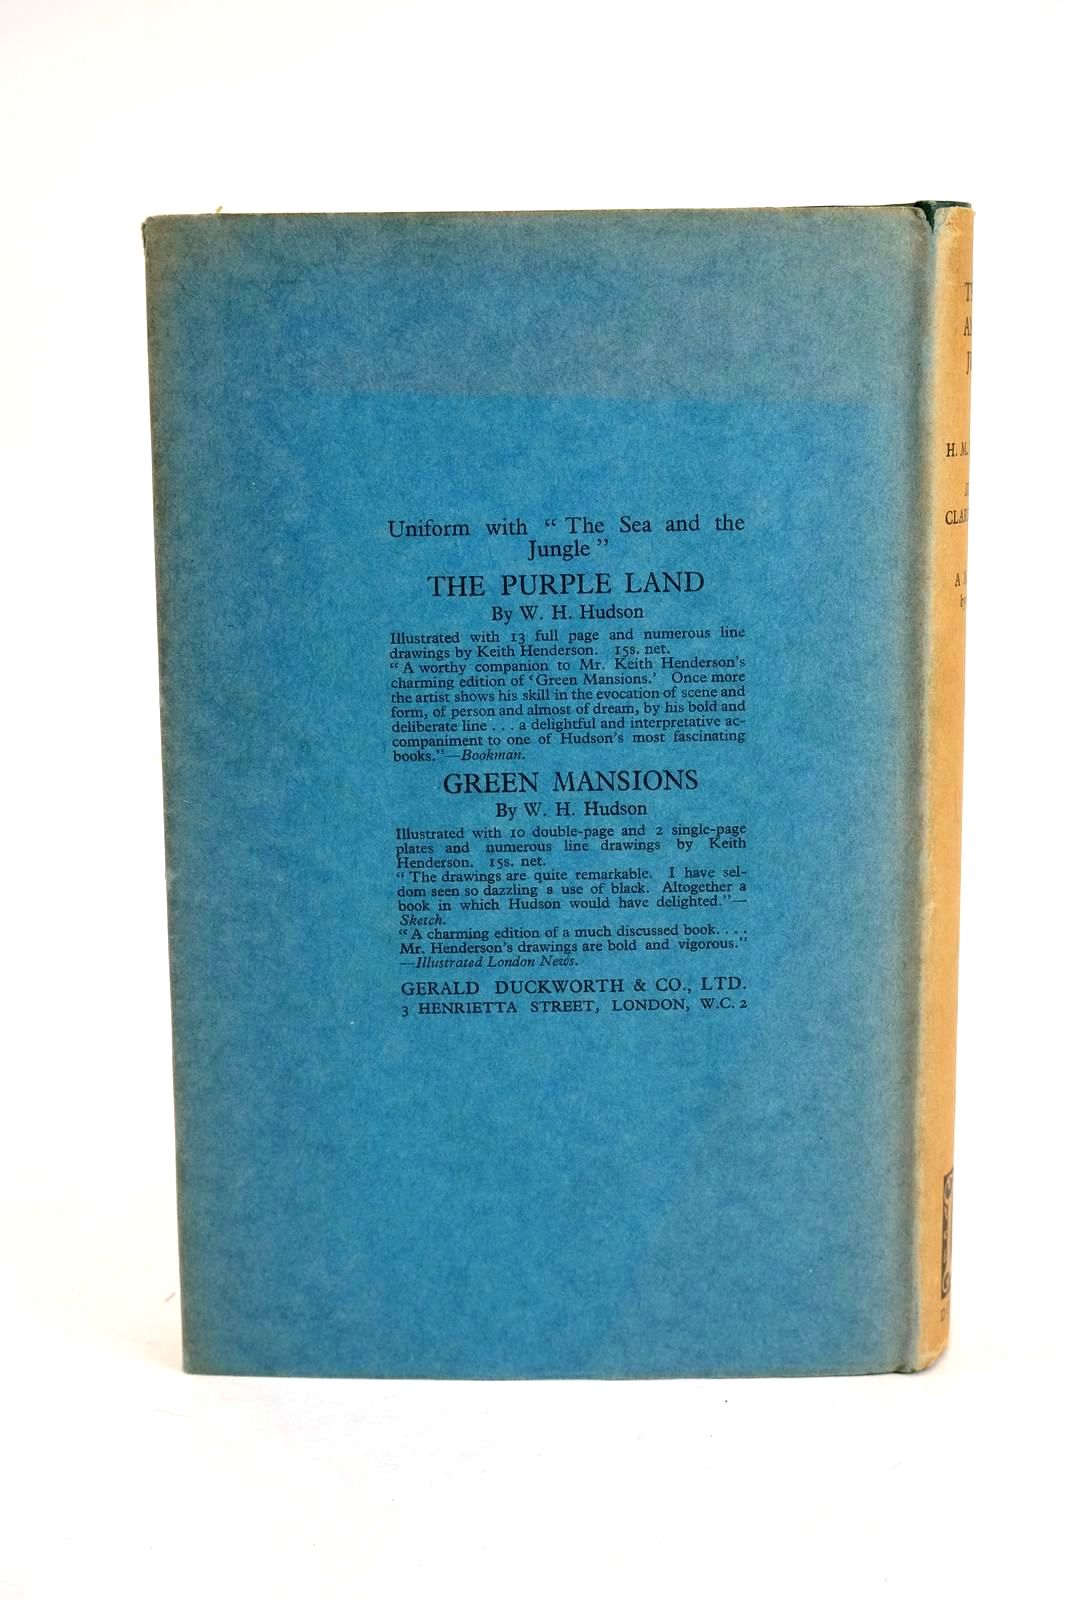 Uniform with “ The Sea and the
Jungle ”
THE PURPLE LAND
By W. H. Hudson
Illustrated with 13 full page and numerous line
drawings by Keith Henderson. 15s. net.
“ A worthy companion to Mr. Keith Henderson’s
charming edition of ‘ Green Mansions.’ Once more
the artist shows his skill in the evocation of scene and
form, of person and almost of dream, by his bold and
deliberate line . . . a delightful and interpretative ac-
companiment to one of Hudson’s most fascinating
books.”—Bookman.
GREEN MANSIONS
By W. H. Hudson
Illustrated with 10 double-page and 2 single-page
plates and numerous line drawings by Keith
Henderson. 15s. net.
“ The drawings are quite remarkable. I have sel-
dom seen so dazzling a use of black. Altogether a
book in which Hudson would have delighted.”—
Sketch.
“ A charming edition of a much discussed book. . . .
Mr. Henderson’s drawings are bold and vigorous.”
—Illustrated London News.
GERALD DUCKWORTH & CO., LTD.
3 HENRIETTA STREET, LONDON, W.C. 2
H. M.